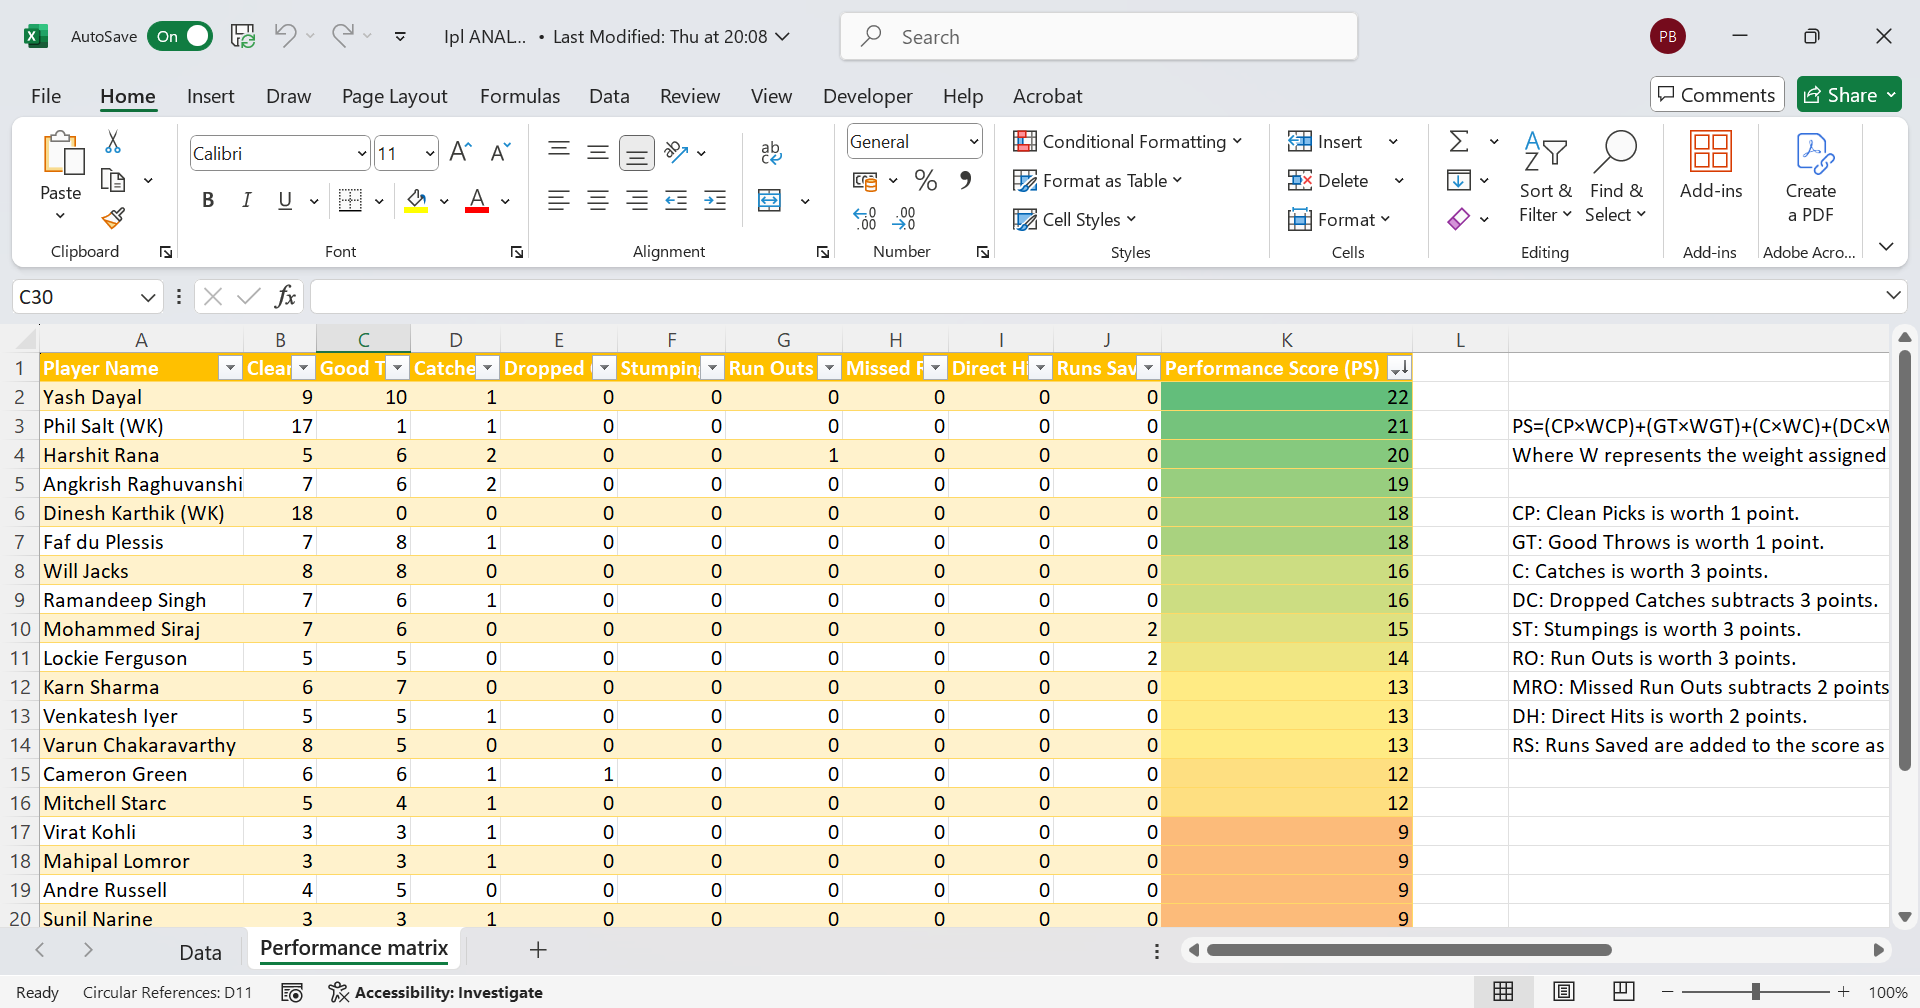 AutoSave On Ipl ANAL... • Last Modified: Thu at 20:08 Search PB
File Home Insert Draw Page Layout Formulas Data Review View Developer Help Acrobat Comments Share
Paste
Clipboard
Calibri 11
B I U A
Font
ab
Alignment
General
% 9
Number
Conditional Formatting
Format as Table
Cell Styles
Styles
Insert
Delete
Format
Cells
Sort & Filter
Find & Select
Editing
Add-ins
Add-ins
Create a PDF
Adobe Acro...
C30 fx
A B C D E F G H I J K L
1 Player Name Clear Good T Catche Dropped Stumpin Run Outs Missed R Direct H Runs Sav Performance Score (PS)
2 Yash Dayal 9 10 1 0 0 0 0 0 0 22
3 Phil Salt (WK) 17 1 1 0 0 0 0 0 0 21 PS=(CP×WCP)+(GT×WGT)+(C×WC)+(DC×W
4 Harshit Rana 5 6 2 0 0 1 0 0 0 20 Where W represents the weight assigned
5 Angkrish Raghuvanshi 7 6 2 0 0 0 0 0 0 19
6 Dinesh Karthik (WK) 18 0 0 0 0 0 0 0 0 18 CP: Clean Picks is worth 1 point.
7 Faf du Plessis 7 8 1 0 0 0 0 0 0 18 GT: Good Throws is worth 1 point.
8 Will Jacks 8 8 0 0 0 0 0 0 0 16 C: Catches is worth 3 points.
9 Ramandeep Singh 7 6 1 0 0 0 0 0 0 16 DC: Dropped Catches subtracts 3 points.
10 Mohammed Siraj 7 6 0 0 0 0 0 0 2 15 ST: Stumpings is worth 3 points.
11 Lockie Ferguson 5 5 0 0 0 0 0 0 2 14 RO: Run Outs is worth 3 points.
12 Karn Sharma 6 7 0 0 0 0 0 0 0 13 MRO: Missed Run Outs subtracts 2 points
13 Venkatesh Iyer 5 5 1 0 0 0 0 0 0 13 DH: Direct Hits is worth 2 points.
14 Varun Chakaravarthy 8 5 0 0 0 0 0 0 0 13 RS: Runs Saved are added to the score as
15 Cameron Green 6 6 1 1 0 0 0 0 0 12
16 Mitchell Starc 5 4 1 0 0 0 0 0 0 12
17 Virat Kohli 3 3 1 0 0 0 0 0 0 9
18 Mahipal Lomror 3 3 1 0 0 0 0 0 0 9
19 Andre Russell 4 5 0 0 0 0 0 0 0 9
20 Sunil Narine 3 3 1 0 0 0 0 0 0 9
Data Performance matrix
Ready Circular References: D11 Accessibility: Investigate 100%